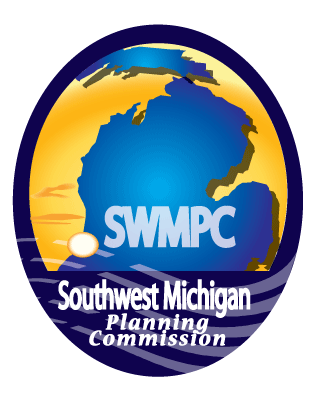 SWMPC
Southwest Michigan
Planning
Commission